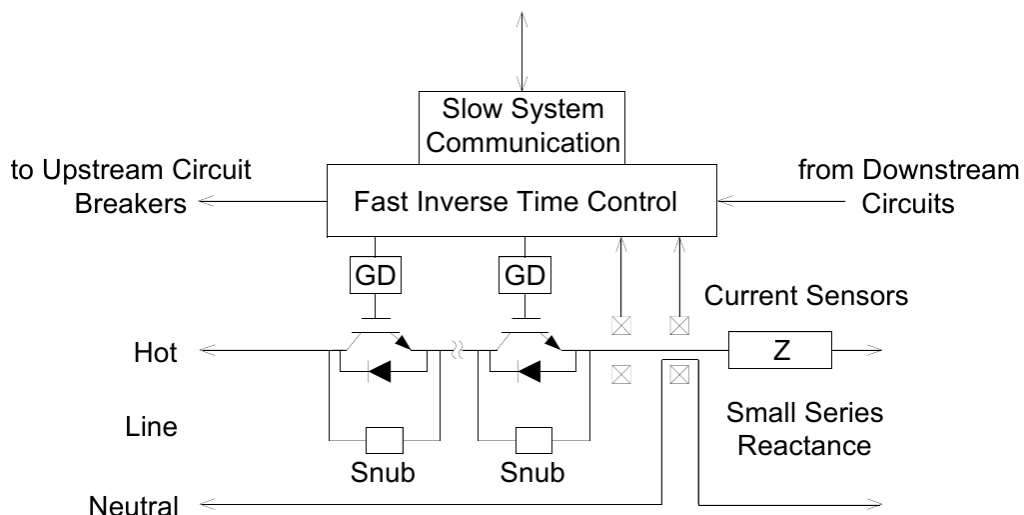 Slow System
Communication
to Upstream Circuit
Breakers
Fast Inverse Time Control
from Downstream
Circuits
GD
GD
Current Sensors
Hot
Z
Line
Small Series
Reactance
Snub
Snub
Neutral